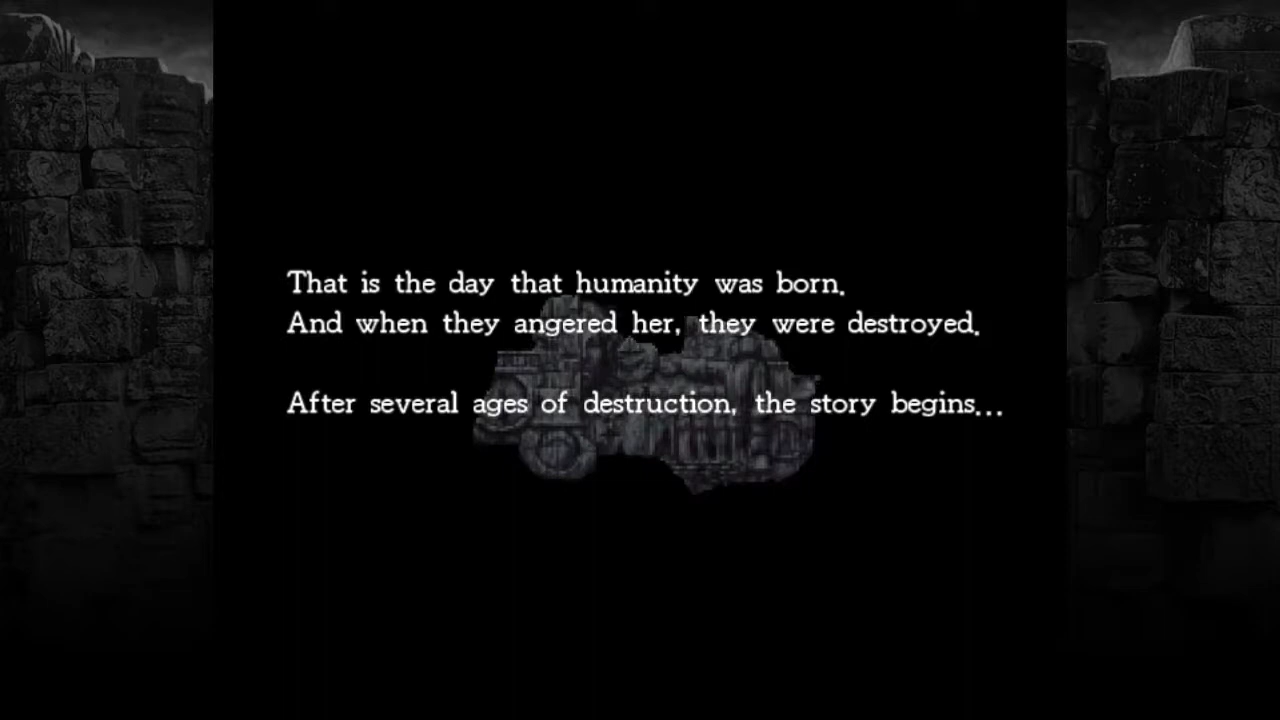 That is the day that humanity was born.
And when they angered her, they were destroyed.
After several ages of destruction, the story begins...